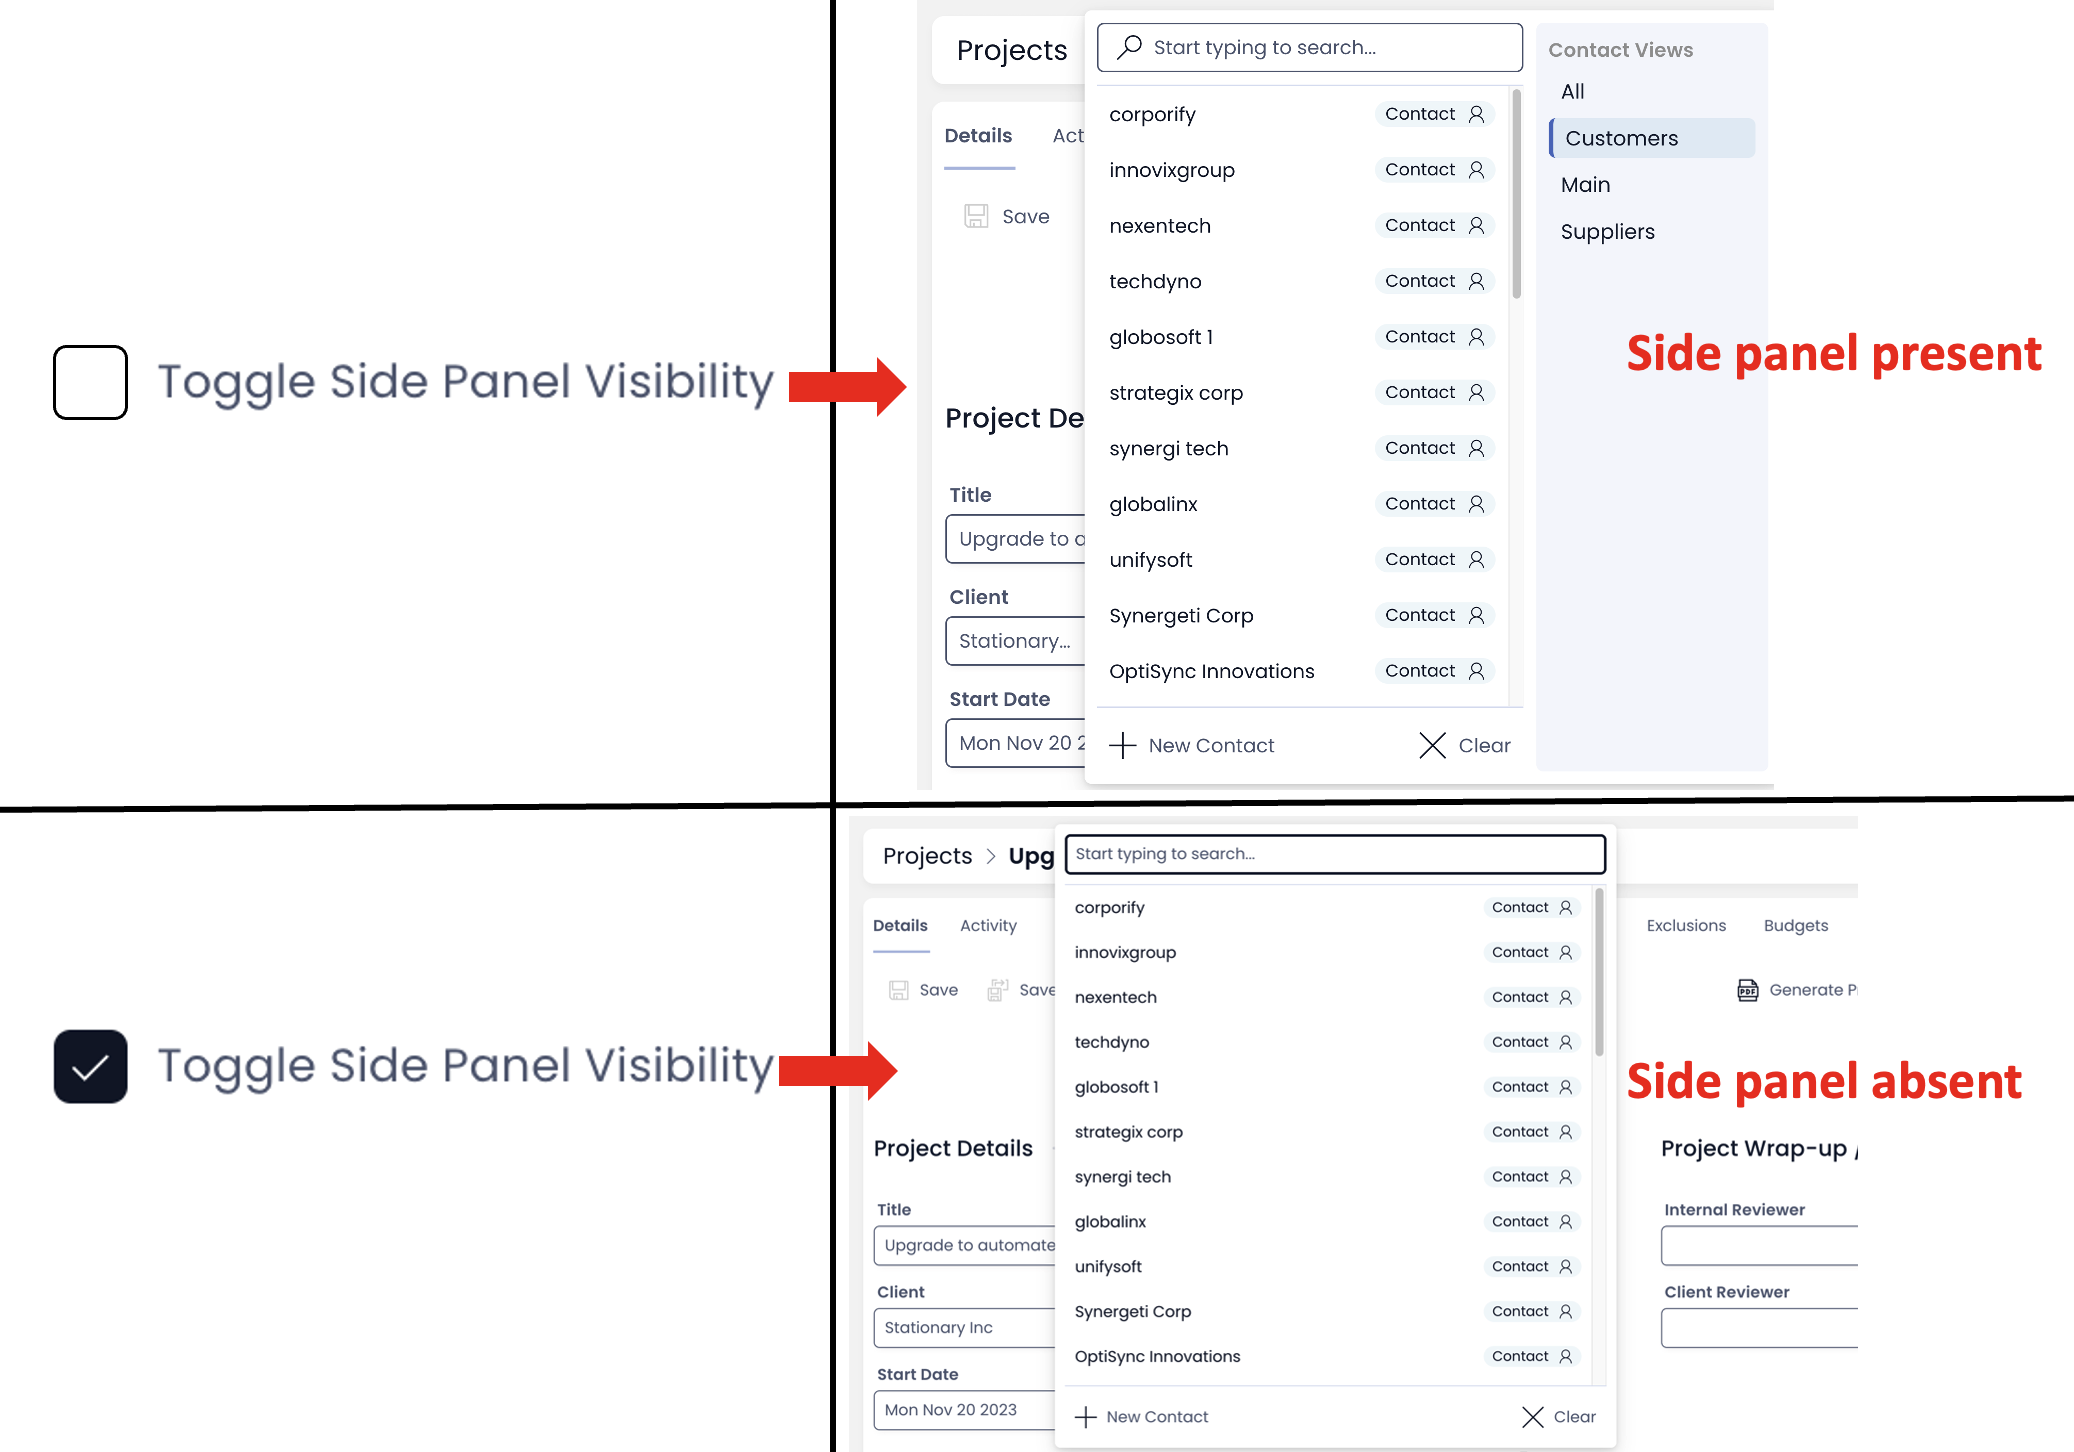 Toggle Side Panel Visibility
Projects
Start typing to search...
Contact Views
All
Customers
Main
Suppliers
Details Act
Save
corporify Contact
innovixgroup Contact
nexentech Contact
techdyno Contact
globosoft 1 Contact
strategix corp Contact
synergi tech Contact
globalinx Contact
unifysoft Contact
Synergeti Corp Contact
OptiSync Innovations Contact
New Contact Clear
Project De
Title
Upgrade to a
Client
Stationary...
Start Date
Mon Nov 20 2
Side panel present
Toggle Side Panel Visibility
Projects > Upg
Start typing to search...
Details Activity
Exclusions Budgets
Save Save
Generate P
corporify Contact
innovixgroup Contact
nexentech Contact
techdyno Contact
globosoft 1 Contact
strategix corp Contact
synergi tech Contact
globalinx Contact
unifysoft Contact
Synergeti Corp Contact
OptiSync Innovations Contact
New Contact Clear
Project Details
Title
Upgrade to automate
Client
Stationary Inc
Start Date
Mon Nov 20 2023
Side panel absent
Project Wrap-up /
Internal Reviewer
Client Reviewer